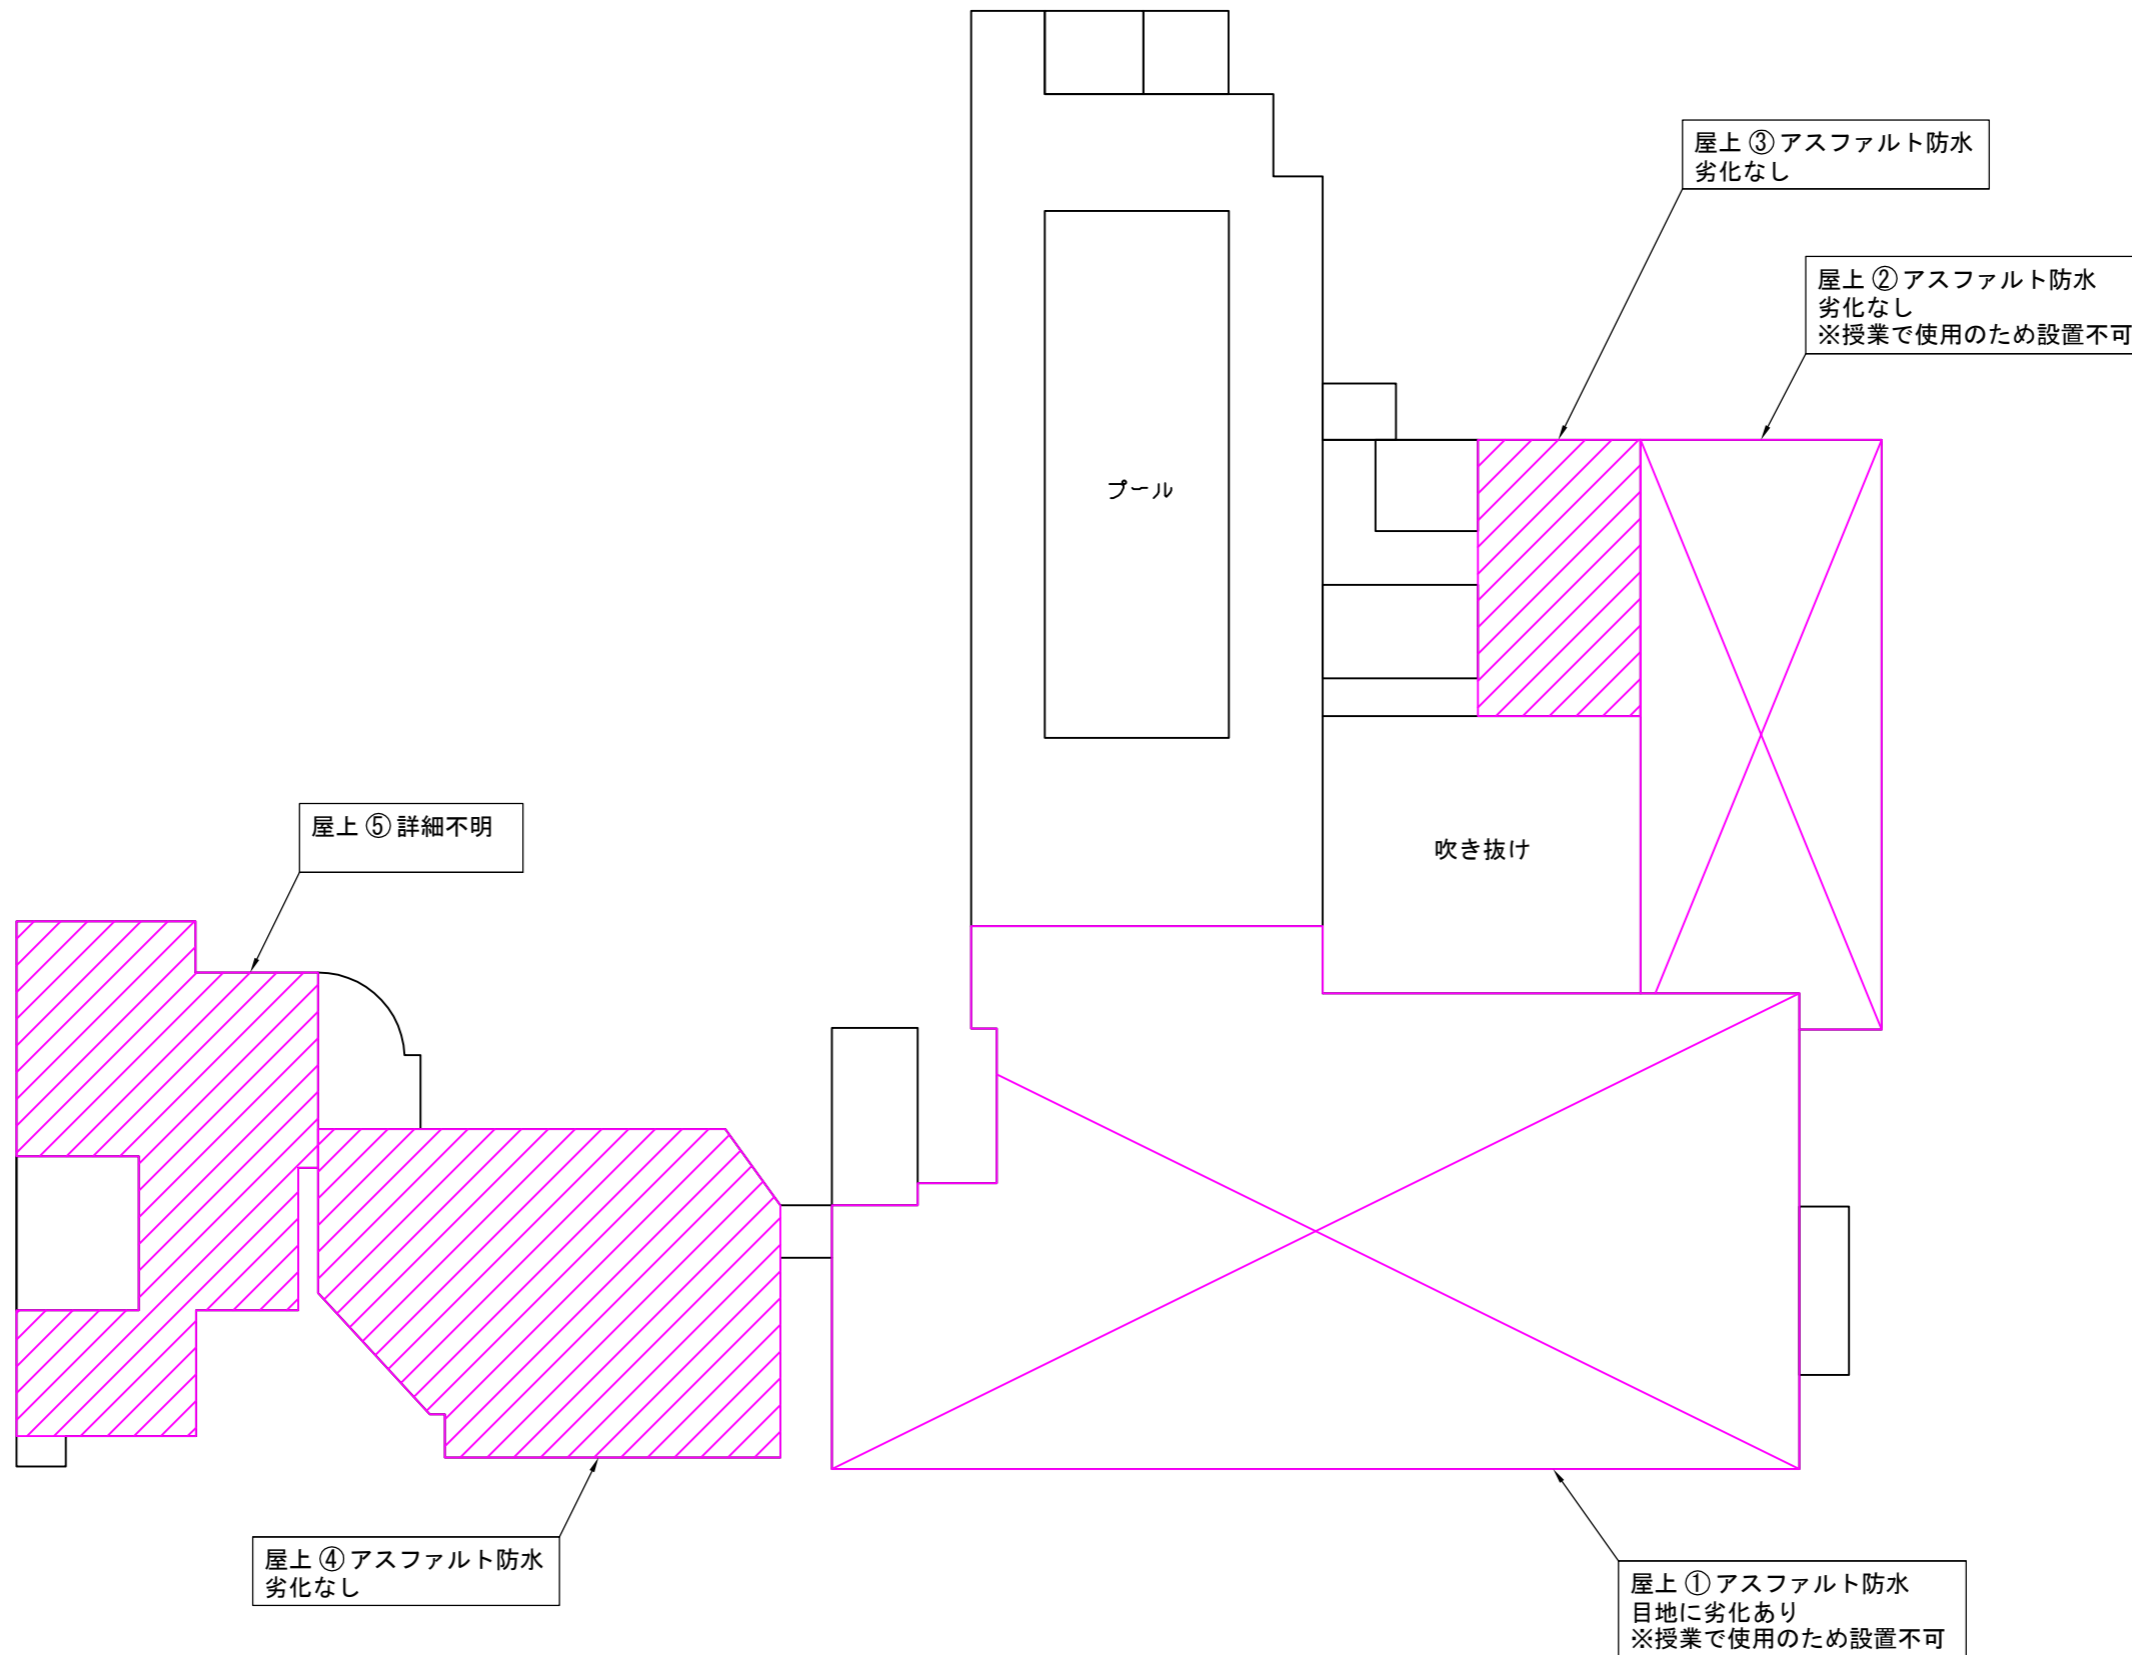 屋上 ③ アスファルト防水
劣化なし
屋上 ② アスファルト防水
劣化なし
※授業で使用のため設置不可
プール
吹き抜け
屋上 ⑤ 詳細不明
屋上 ④ アスファルト防水
劣化なし
屋上 ① アスファルト防水
目地に劣化あり
※授業で使用のため設置不可